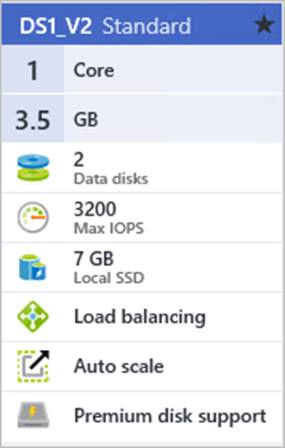 DS1_V2 Standard
1 Core
3.5 GB
2
Data disks
3200
Max IOPS
7 GB
Local SSD
Load balancing
Auto scale
Premium disk support